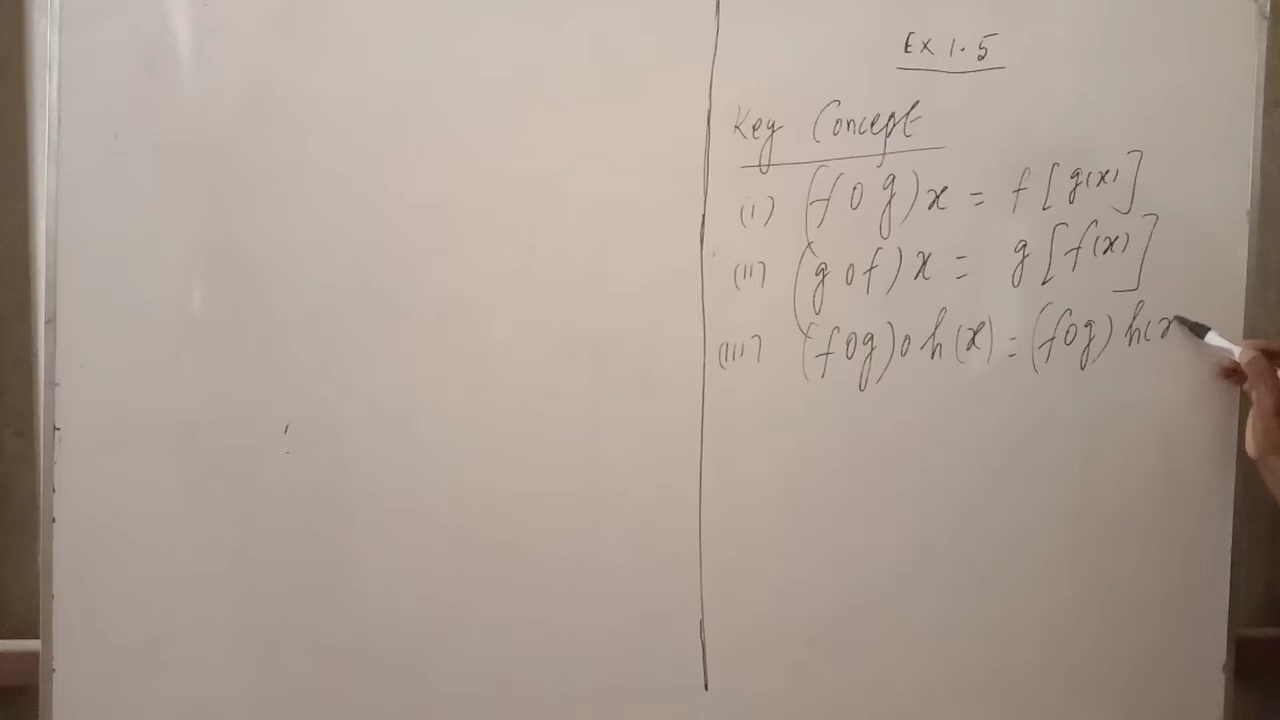 Ex 1.5
Key Concept
(i) (f o g) x = f [g(x)]
(ii) (g o f) x = g [f(x)]
(iii) (f o g) o h (x) = (f o g) h(x